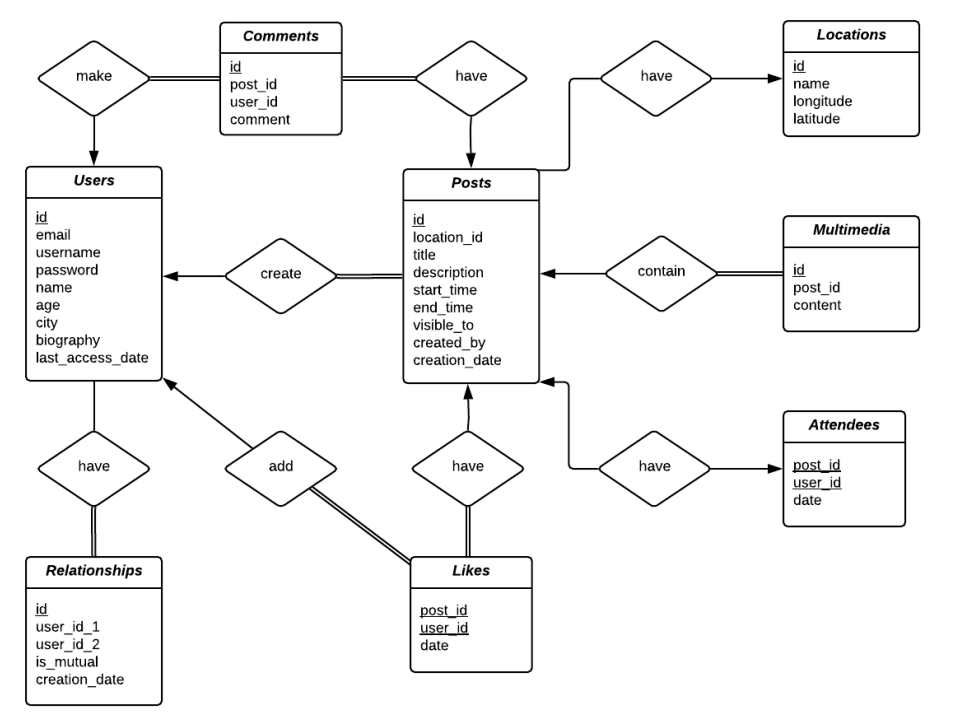 Comments
id
post_id
user_id
comment
make
have
have
Locations
id
name
longitude
latitude
Users
id
email
username
password
name
age
city
biography
last_access_date
create
Posts
id
location_id
title
description
start_time
end_time
visible_to
created_by
creation_date
contain
Multimedia
id
post_id
content
have
add
have
have
Attendees
post_id
user_id
date
Relationships
id
user_id_1
user_id_2
is_mutual
creation_date
Likes
post_id
user_id
date